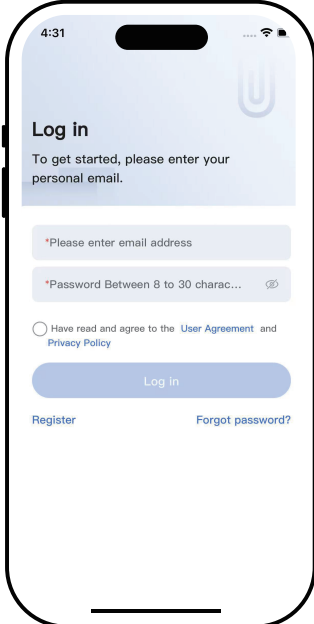 4:31
Log in
To get started, please enter your
personal email.
*Please enter email address
*Password Between 8 to 30 charac...
Have read and agree to the User Agreement and
Privacy Policy
Log in
Register Forgot password?